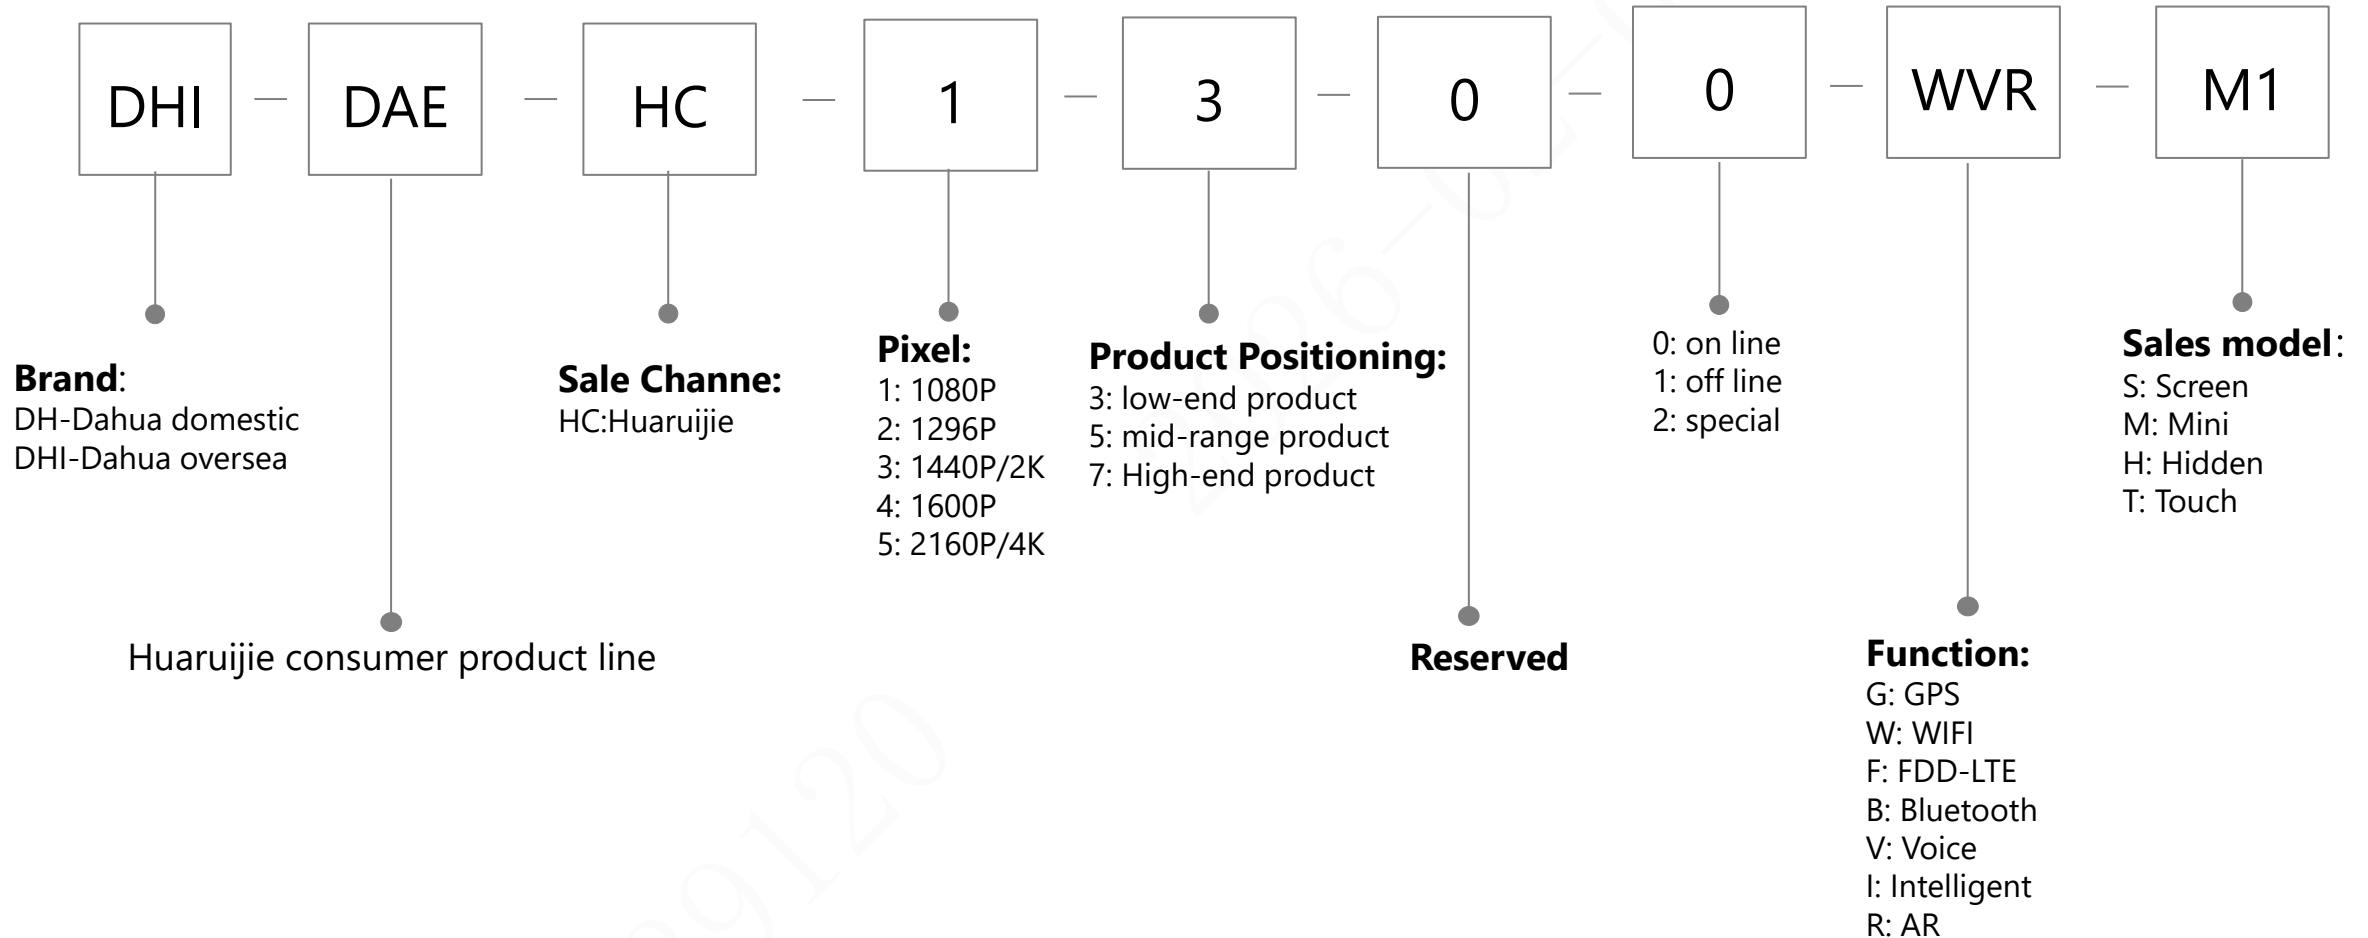 DHI — DAE — HC — 1 — 3 — 0 — 0 — WVR — M1
Brand:
DH-Dahua domestic
DHI-Dahua oversea
Huaruijie consumer product line
Sale Channe:
HC:Huaruijie
Pixel:
1: 1080P
2: 1296P
3: 1440P/2K
4: 1600P
5: 2160P/4K
Product Positioning:
3: low-end product
5: mid-range product
7: High-end product
Reserved
0: on line
1: off line
2: special
Function:
G: GPS
W: WIFI
F: FDD-LTE
B: Bluetooth
V: Voice
I: Intelligent
R: AR
Sales model：
S: Screen
M: Mini
H: Hidden
T: Touch